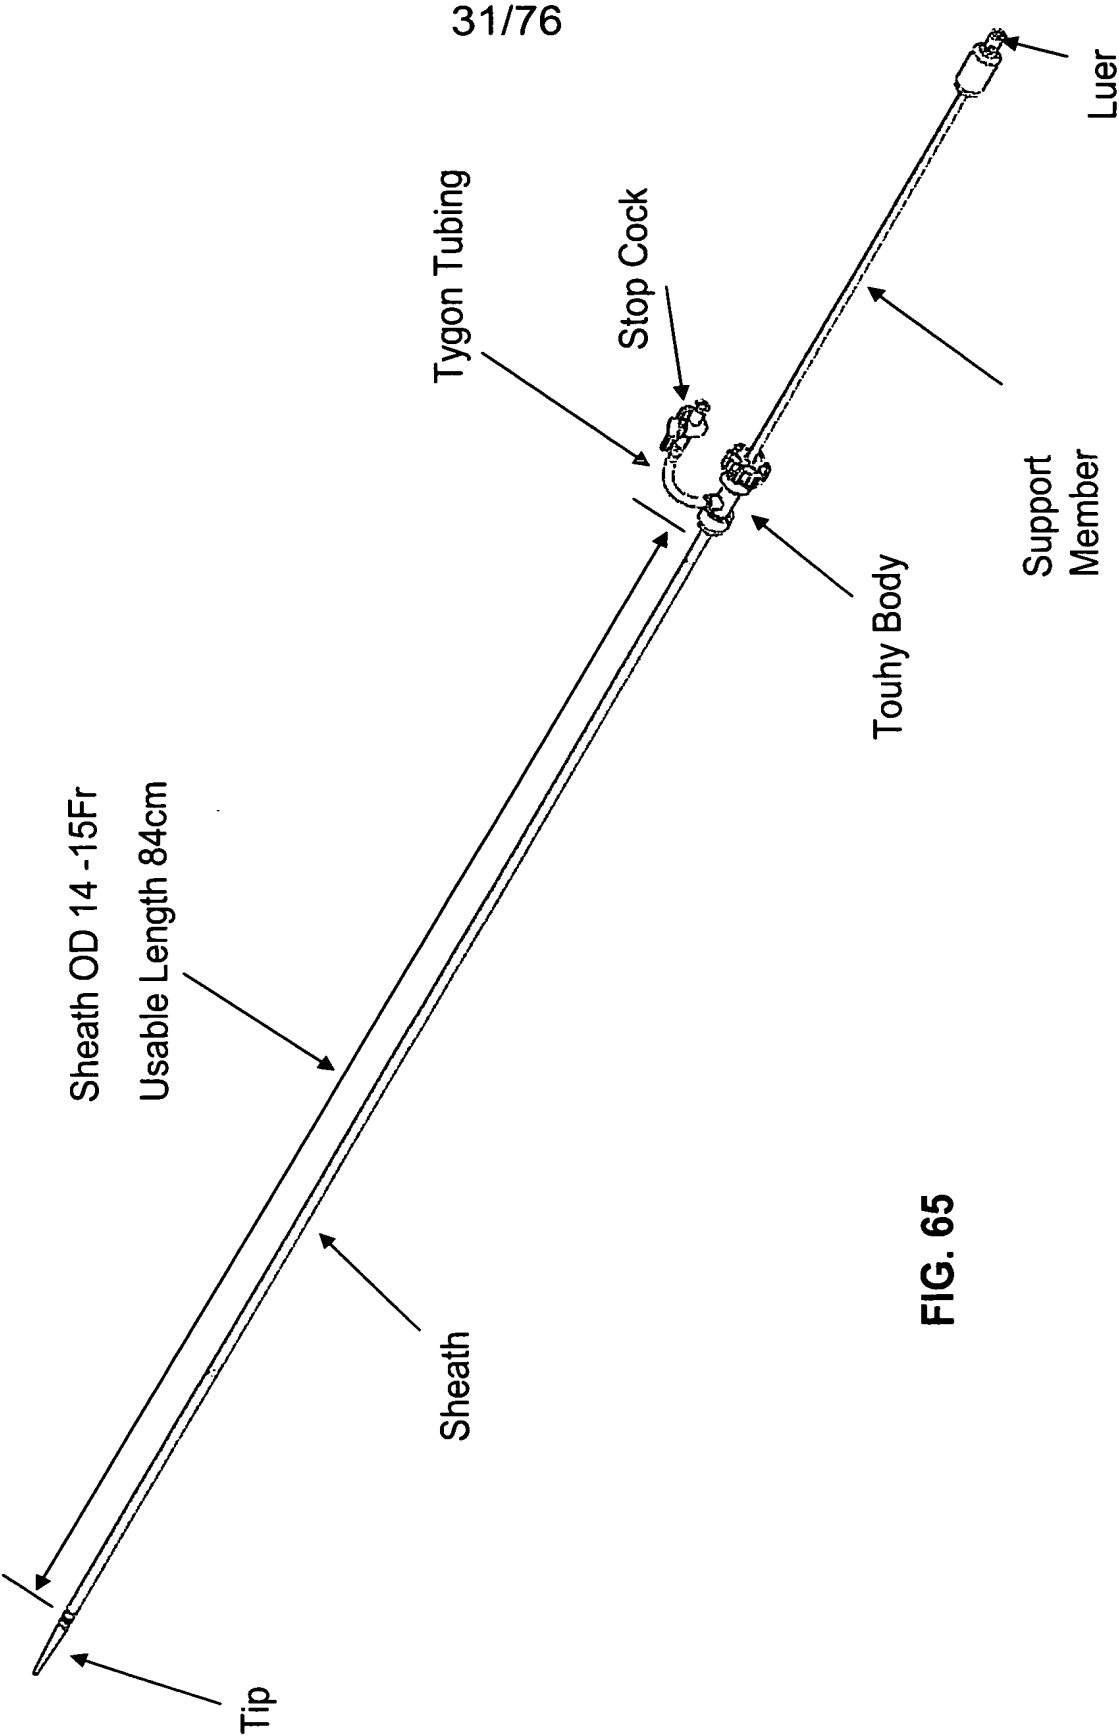 31/76
Luer
Tygon Tubing
Stop Cock
Support
Member
Touhy Body
Sheath OD 14 -15Fr
Usable Length 84cm
Sheath
Tip
FIG. 65